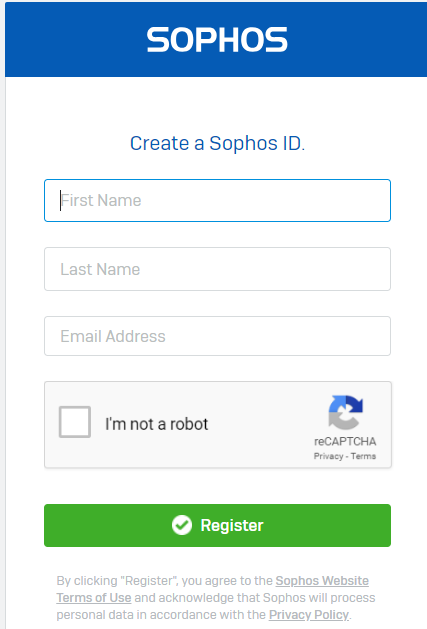 SOPHOS
Create a Sophos ID.
First Name
Last Name
Email Address
I'm not a robot
reCAPTCHA
Privacy - Terms
Register
By clicking "Register", you agree to the Sophos Website
Terms of Use and acknowledge that Sophos will process
personal data in accordance with the Privacy Policy.